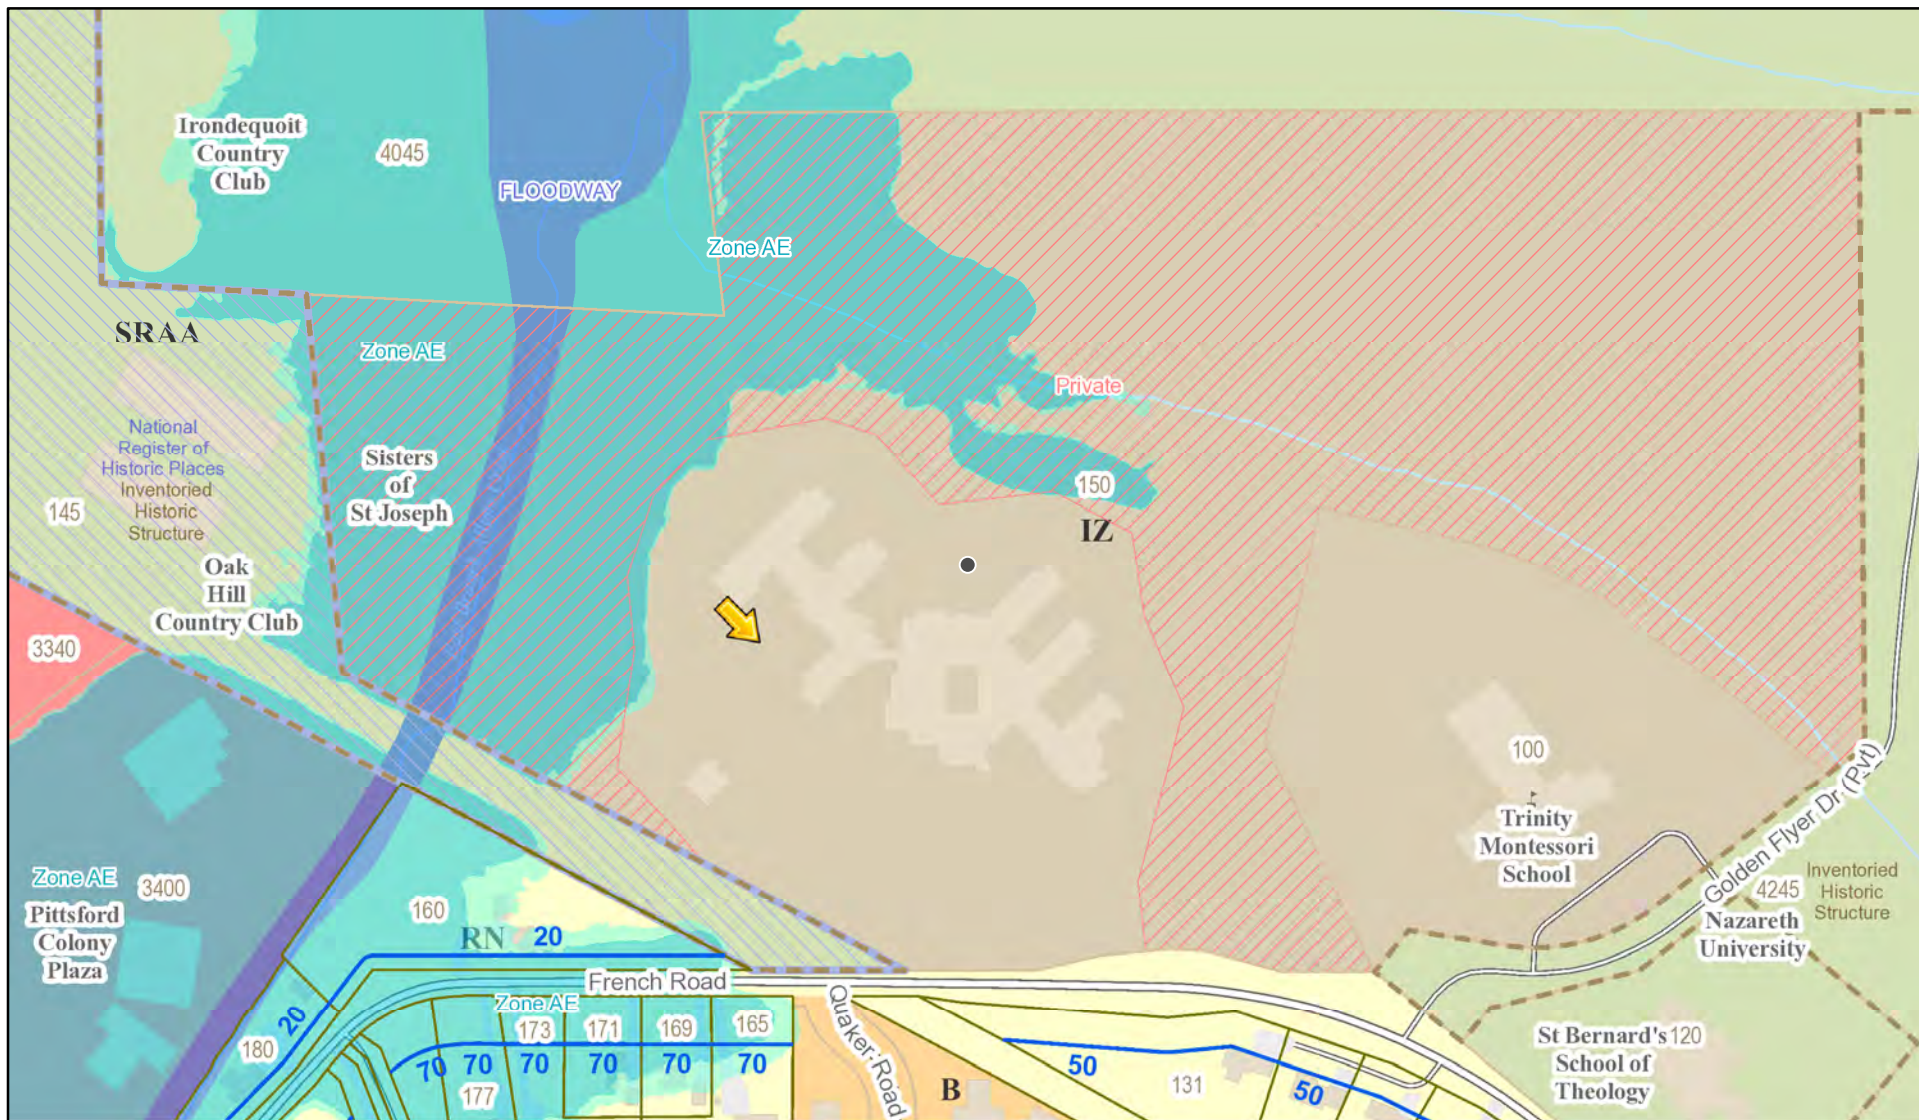 Irondequoit
Country
Club
4045
FLOODWAY
Zone AE
SRAA
Zone AE
Private
National
Register of
Historic Places
Inventoried
Historic
Structure
145
Sisters
of
St Joseph
150
IZ
Oak
Hill
Country Club
3340
100
Trinity
Montessori
School
Golden Flyer Dr (Pvt)
Zone AE
3400
Pittsford
Colony
Plaza
160
RN
20
4245
Inventoried
Historic
Structure
Nazareth
University
French Road
Quaker Road
Zone AE
20
180
173
171
169
165
70
70
70
70
70
70
177
B
50
131
50
St Bernard's
School of
Theology
120